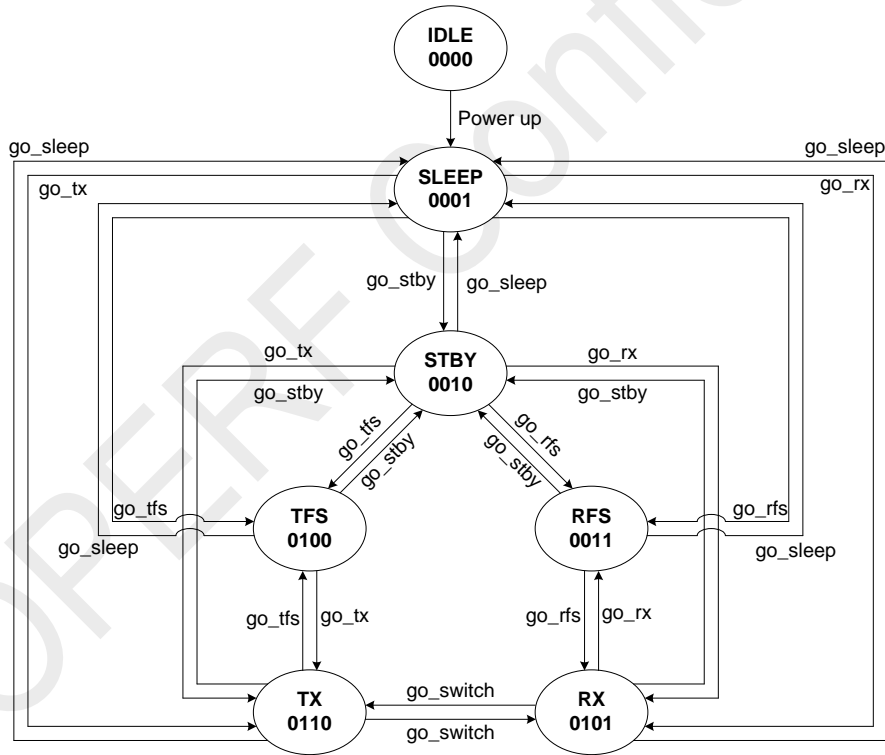 IDLE
0000
Power up
go_sleep
go_sleep
SLEEP
0001
go_tx
go_rx
go_stby
go_sleep
go_tx
STBY
0010
go_rx
go_stby
go_stby
go_tfs
go_stby
go_rfs
go_stby
go_tfs
TFS
0100
RFS
0011
go_rfs
go_sleep
go_sleep
go_tfs
go_tx
go_rfs
go_rx
TX
0110
go_switch
go_switch
RX
0101
OPERF Confi